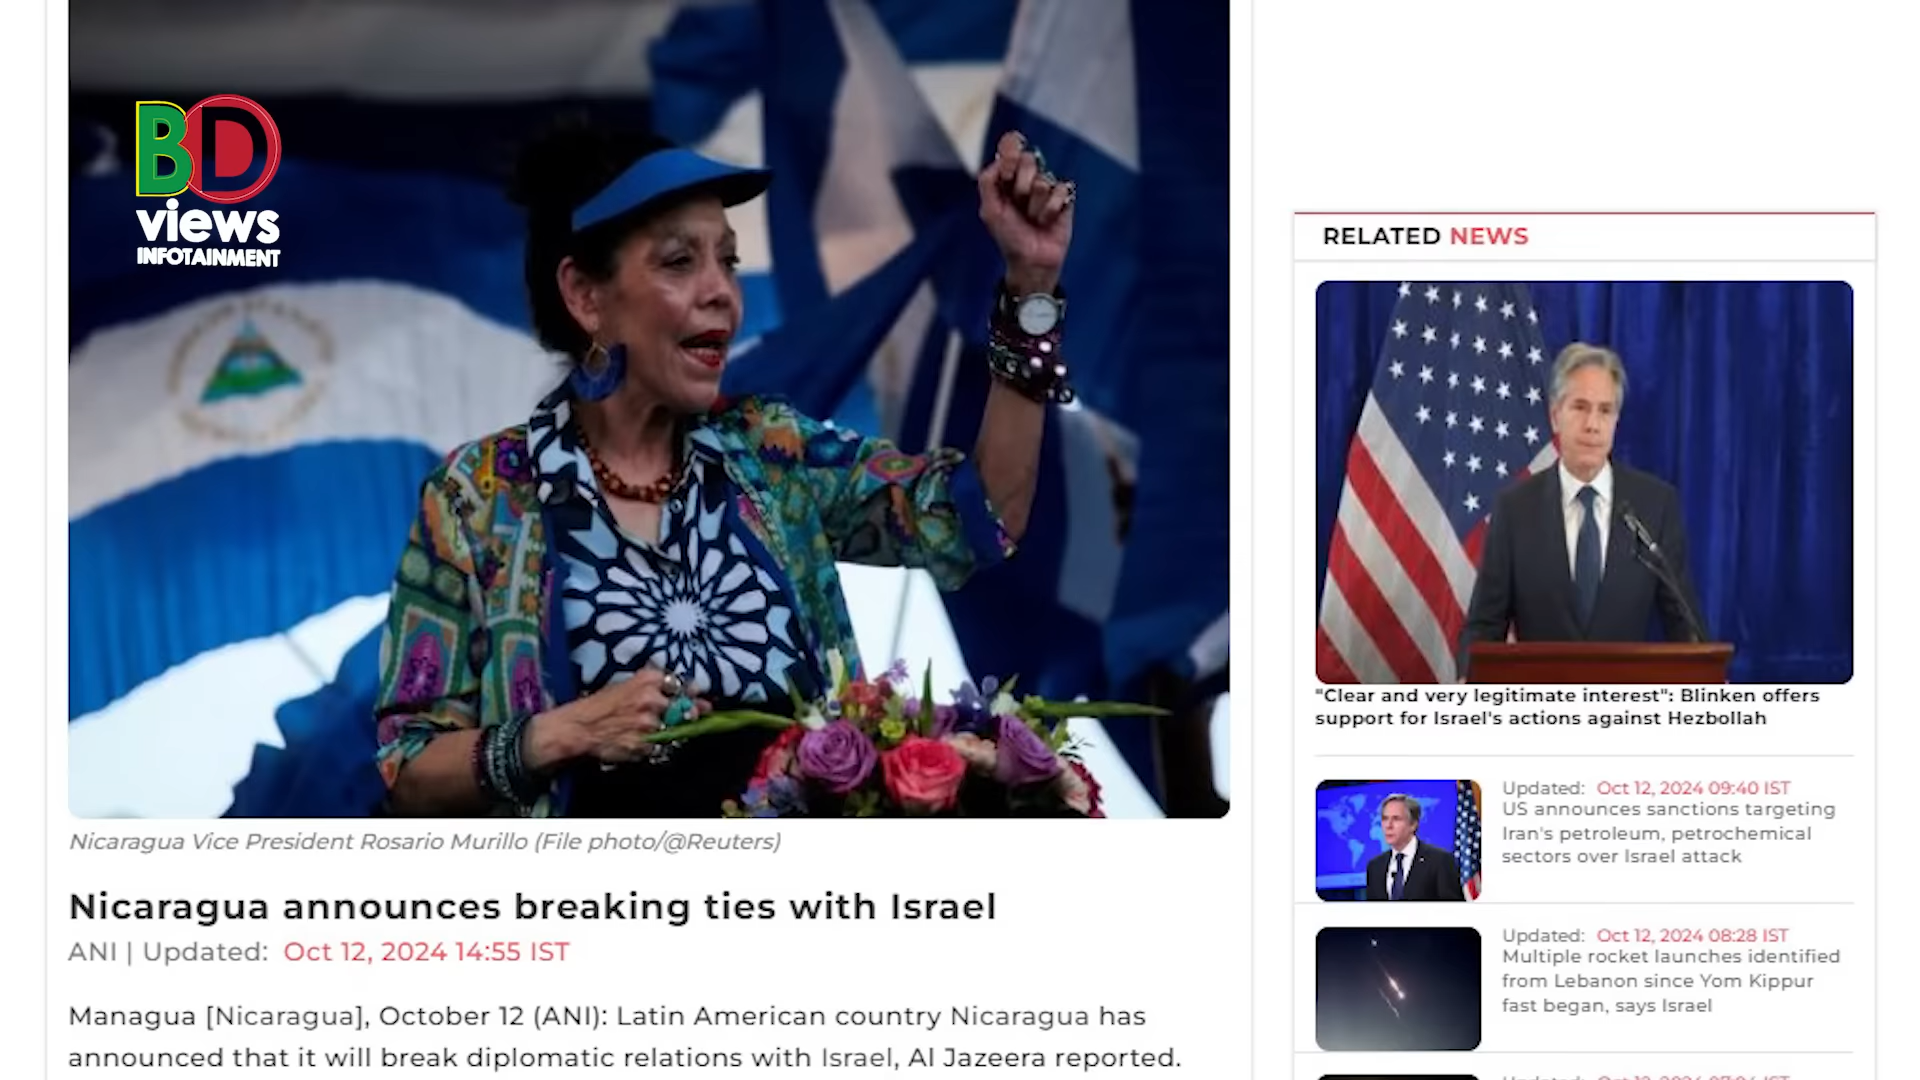 BD
views
INFOTAINMENT
Nicaragua Vice President Rosario Murillo (File photo/@Reuters)
Nicaragua announces breaking ties with Israel
ANI | Updated: Oct 12, 2024 14:55 IST
Managua [Nicaragua], October 12 (ANI): Latin American country Nicaragua has
announced that it will break diplomatic relations with Israel, Al Jazeera reported.
RELATED NEWS
"Clear and very legitimate interest": Blinken offers
support for Israel's actions against Hezbollah
Updated: Oct 12, 2024 09:40 IST
US announces sanctions targeting
Iran's petroleum, petrochemical
sectors over Israel attack
Updated: Oct 12, 2024 08:28 IST
Multiple rocket launches identified
from Lebanon since Yom Kippur
fast began, says Israel